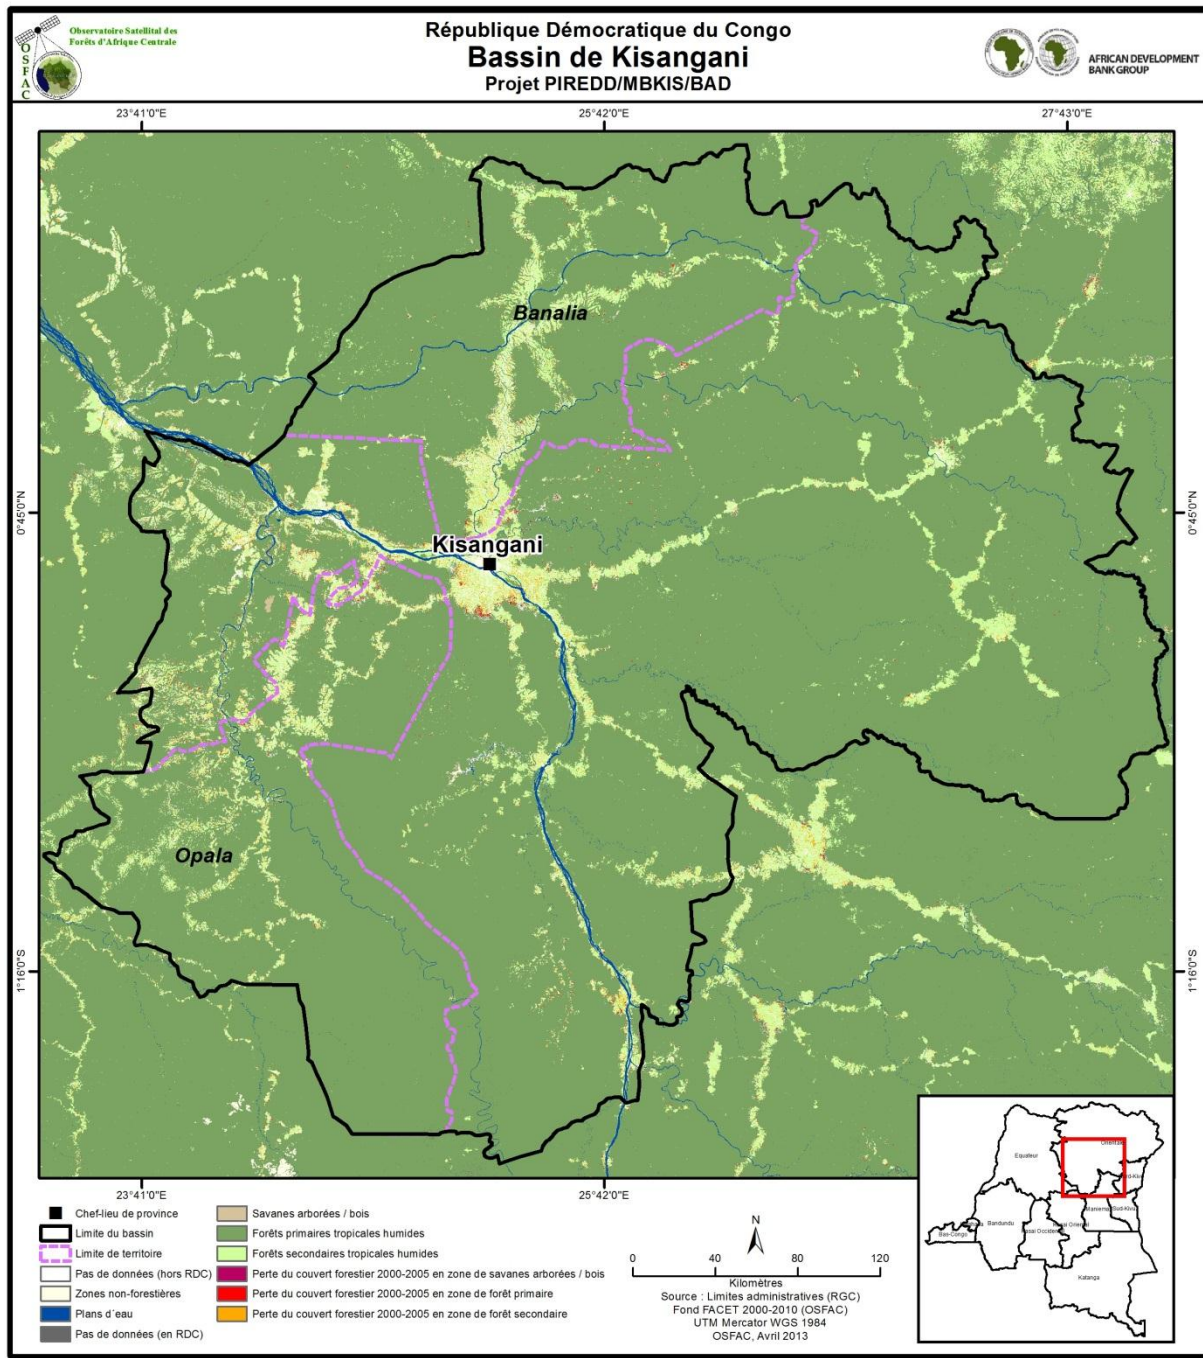 Observatoire Satellital des
Forêts d'Afrique Centrale
OSFAC
République Démocratique du Congo
Bassin de Kisangani
Projet PIREDD/MBKIS/BAD
AFRICAN DEVELOPMENT
BANK GROUP
23°41'0"E
25°42'0"E
27°43'0"E
Banalia
0°45'0"N
0°45'0"N
Kisangani
Opala
1°16'0"S
1°16'0"S
23°41'0"E
25°42'0"E
Chef-lieu de province
Limite du bassin
Limite de territoire
Pas de données (hors RDC)
Zones non-forestières
Plans d'eau
Pas de données (en RDC)
Savanes arborées / bois
Forêts primaires tropicales humides
Forêts secondaires tropicales humides
Perte du couvert forestier 2000-2005 en zone de savanes arborées / bois
Perte du couvert forestier 2000-2005 en zone de forêt primaire
Perte du couvert forestier 2000-2005 en zone de forêt secondaire
N
0 40 80 120
Kilomètres
Source : Limites administratives (RGC)
Fond FACET 2000-2010 (OSFAC)
UTM Mercator WGS 1984
OSFAC, Avril 2013
Equateur
Orientale
Maniema
Sud-Kivu
Bandundu
Bas-Congo
Katanga